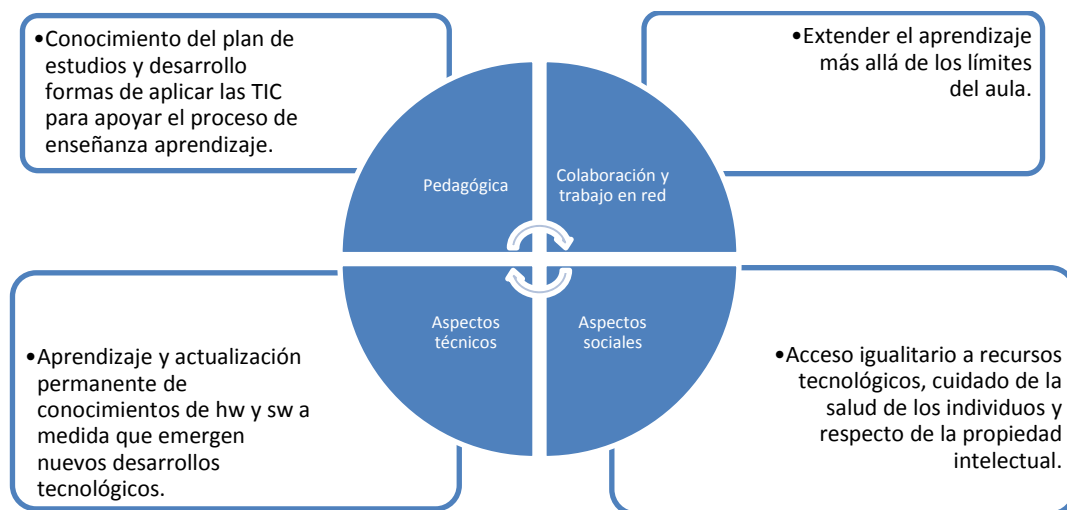 •Conocimiento del plan de
estudios y desarrollo
formas de aplicar las TIC
para apoyar el proceso de
enseñanza aprendizaje.
•Extender el aprendizaje
más allá de los límites
del aula.
Pedagógica
Colaboración y
trabajo en red
Aspectos
técnicos
Aspectos
sociales
•Aprendizaje y actualización
permanente de
conocimientos de hw y sw a
medida que emergen
nuevos desarrollos
tecnológicos.
•Acceso igualitario a recursos
tecnológicos, cuidado de la
salud de los individuos y
respecto de la propiedad
intelectual.